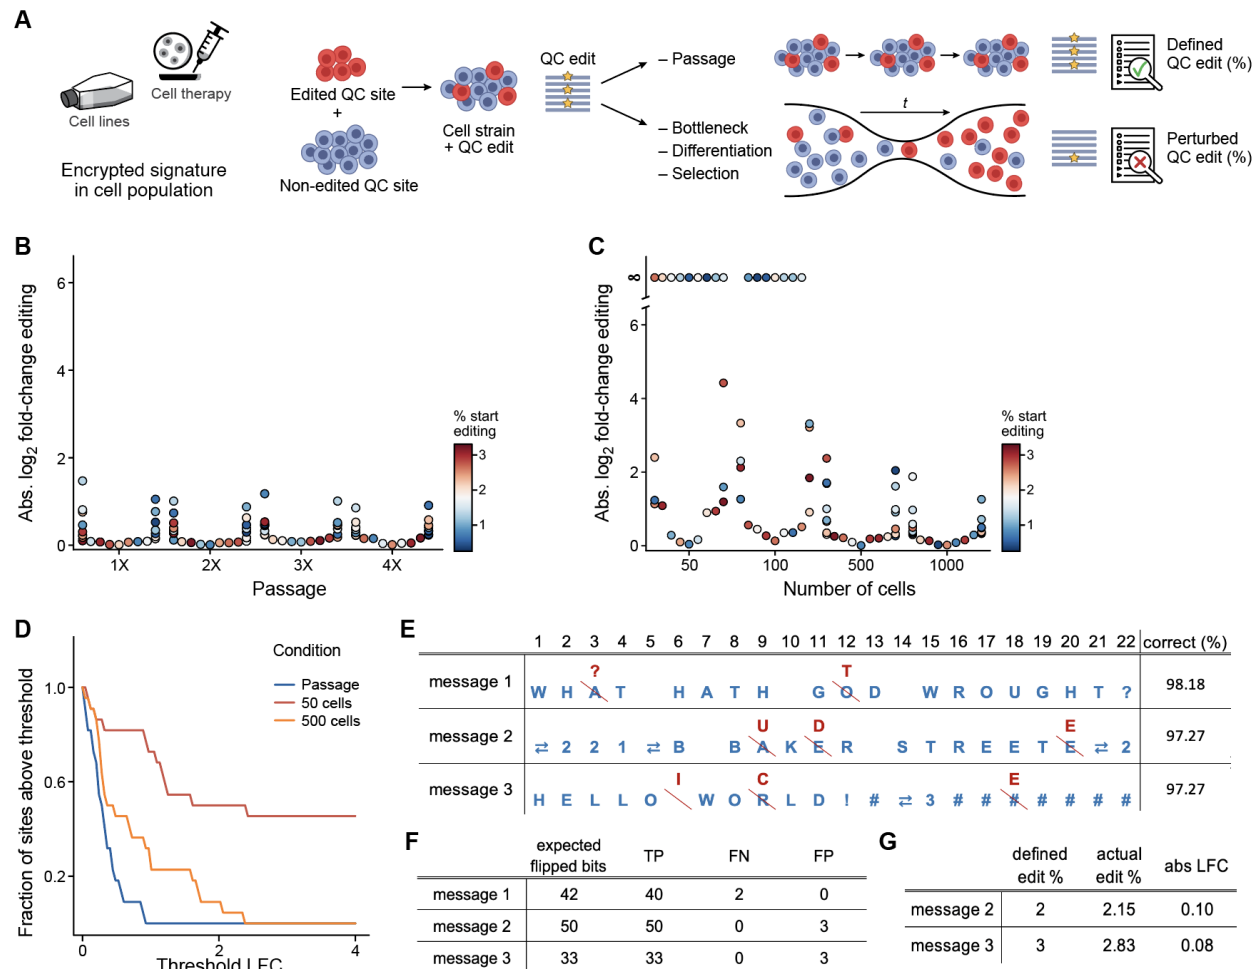 A
Cell lines
Cell therapy
Encrypted signature
in cell population
Edited QC site
+
Non-edited QC site
Cell strain
+ QC edit
QC edit
– Passage
– Bottleneck
– Differentiation
– Selection
t
Defined
QC edit (%)
Perturbed
QC edit (%)
B
Abs. log2 fold-change editing
6
4
2
0
1X 2X 3X 4X
Passage
% start
editing
3
2
1
C
Abs. log2 fold-change editing
∞
6
4
2
0
50 100 500 1000
Number of cells
% start
editing
3
2
1
D
Fraction of sites above threshold
1.0
0.6
0.2
0 2 4
Threshold LFC
Condition
Passage
50 cells
500 cells
E
1 2 3 4 5 6 7 8 9 10 11 12 13 14 15 16 17 18 19 20 21 22 correct (%)
? T
message 1 W H A T H A T H G O D W R O U G H T ? 98.18
U D E
message 2 ⇄ 2 2 1 ⇄ B B A K E R S T R E E T E ⇄ 2 97.27
I C E
message 3 H E L L O W O R L D ! # ⇄ 3 # # # # # # # # 97.27
F
expected
flipped bits TP FN FP
message 1 42 40 2 0
message 2 50 50 0 3
message 3 33 33 0 3
G
defined
edit % actual
edit % abs LFC
message 2 2 2.15 0.10
message 3 3 2.83 0.08